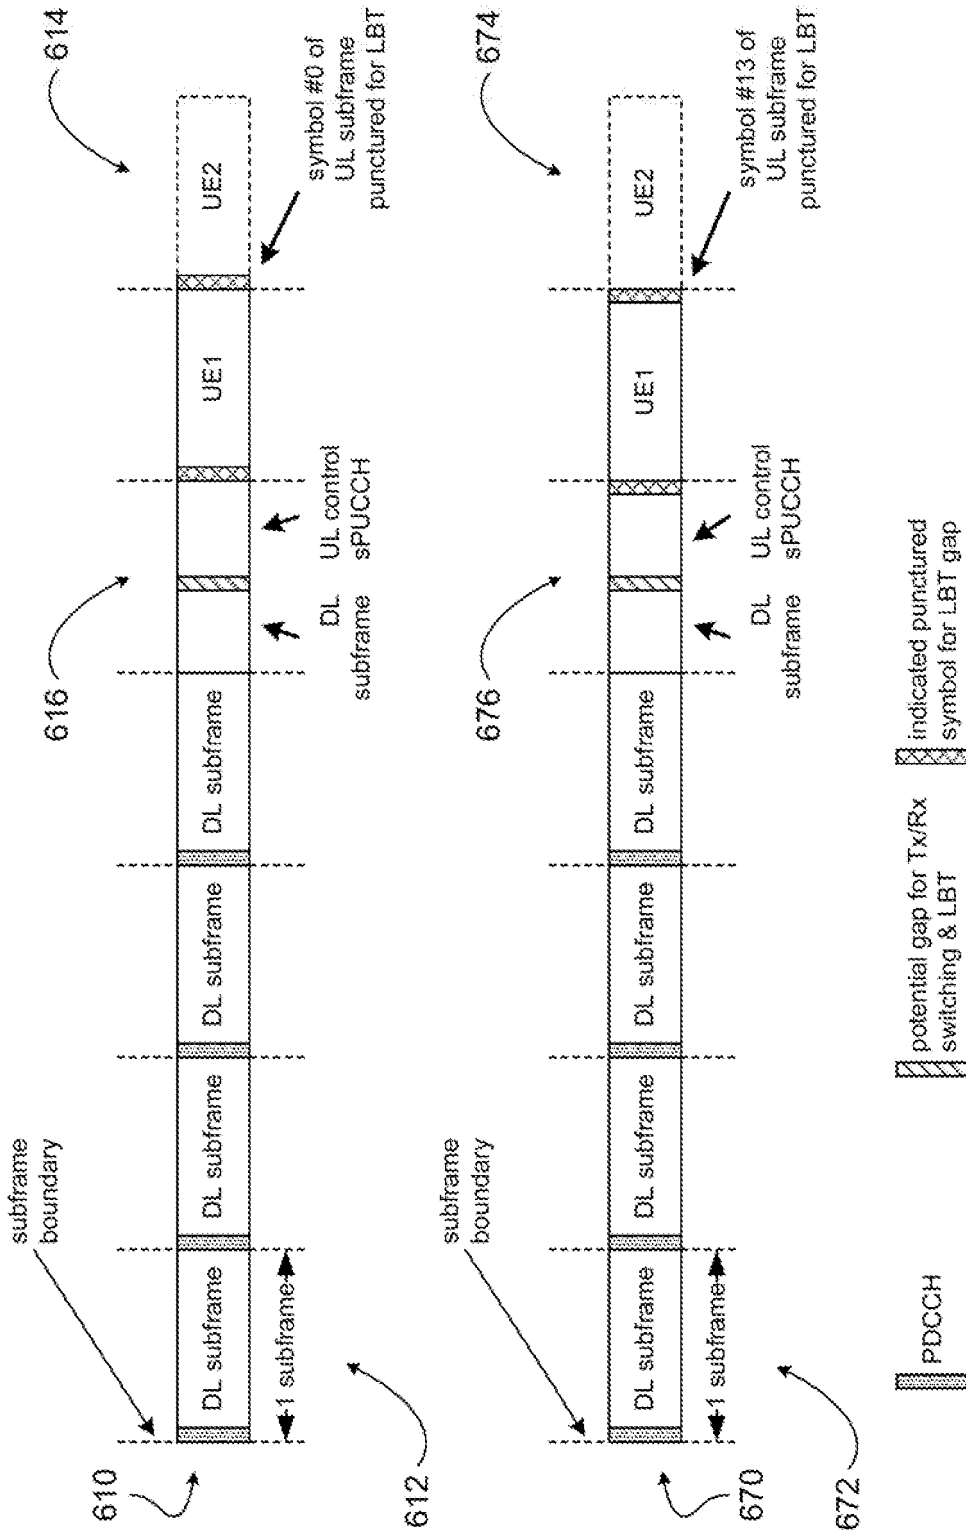 610
subframe
boundary
DL subframe
DL subframe
DL subframe
DL subframe
UE1
UE2
1 subframe
612
616
614
DL
subframe
UL control
sPUCCH
symbol #0 of
UL subframe
punctured for LBT
670
subframe
boundary
DL subframe
DL subframe
DL subframe
DL subframe
UE1
UE2
1 subframe
672
676
674
DL
subframe
UL control
sPUCCH
symbol #13 of
UL subframe
punctured for LBT
PDCCH
potential gap for Tx/Rx
switching & LBT
indicated punctured
symbol for LBT gap